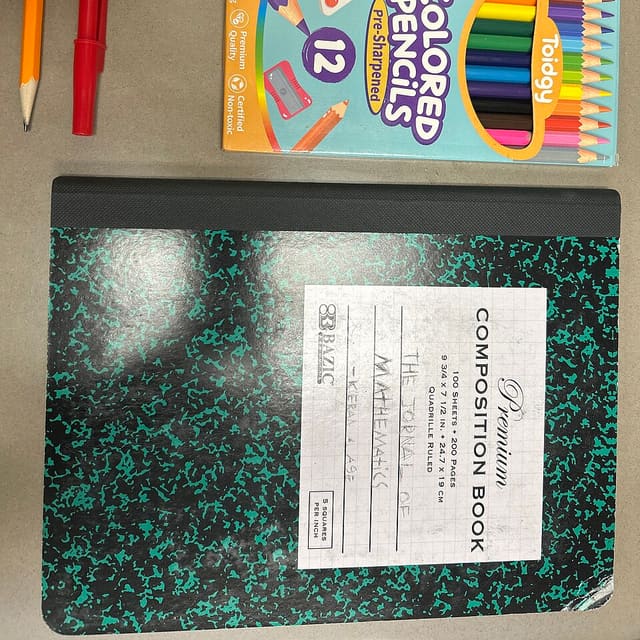 Premium
COMPOSITION BOOK
100 SHEETS • 200 PAGES
9 3/4 X 7 1/2 IN. • 24.7 X 19 CM
QUADRILLE RULED
THE JORNAL OF
MATHEMATICS
BAZIC
5 SQUARES
PER INCH
COLORED
PENCILS
Pre-Sharpened
12
Premium
Quality
Certified
Non-toxic
Toidgy